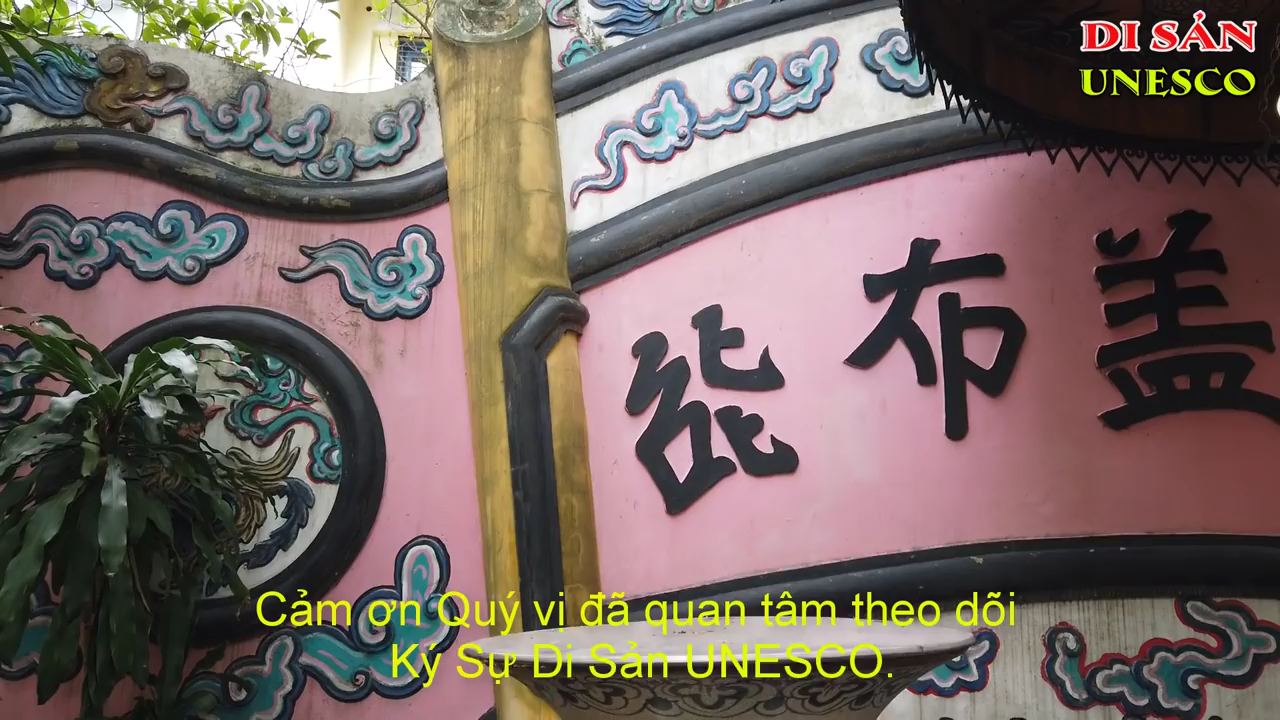 DI SẢN
UNESCO
能布盖
Cảm ơn Quý vị đã quan tâm theo dõi
Ký Sự Di Sản UNESCO.